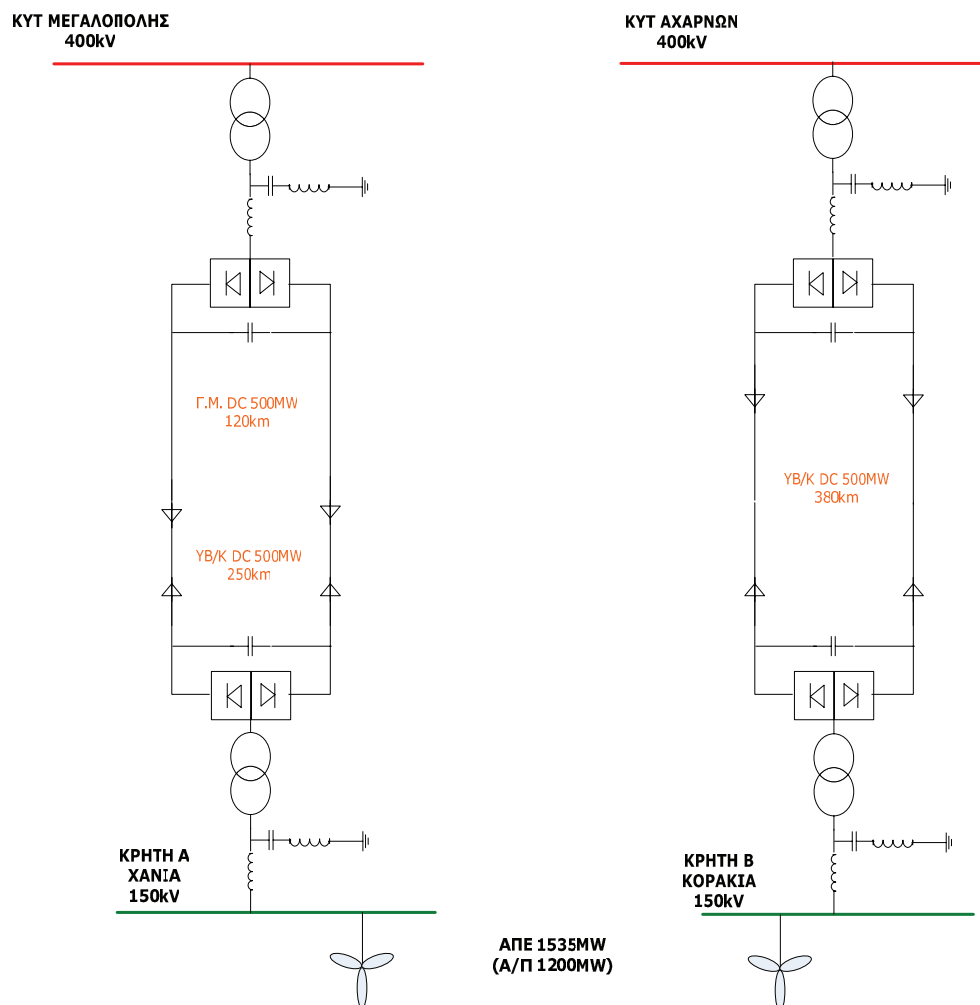 ΚΥΤ ΜΕΓΑΛΟΠΟΛΗΣ
400kV
ΚΥΤ ΑΧΑΡΝΩΝ
400kV
Γ.Μ. DC 500MW
120km
ΥΒ/Κ DC 500MW
250km
ΥΒ/Κ DC 500MW
380km
ΚΡΗΤΗ Α
ΧΑΝΙΑ
150kV
ΚΡΗΤΗ Β
ΚΟΡΑΚΙΑ
150kV
ΑΠΕ 1535MW
(Α/Π 1200MW)